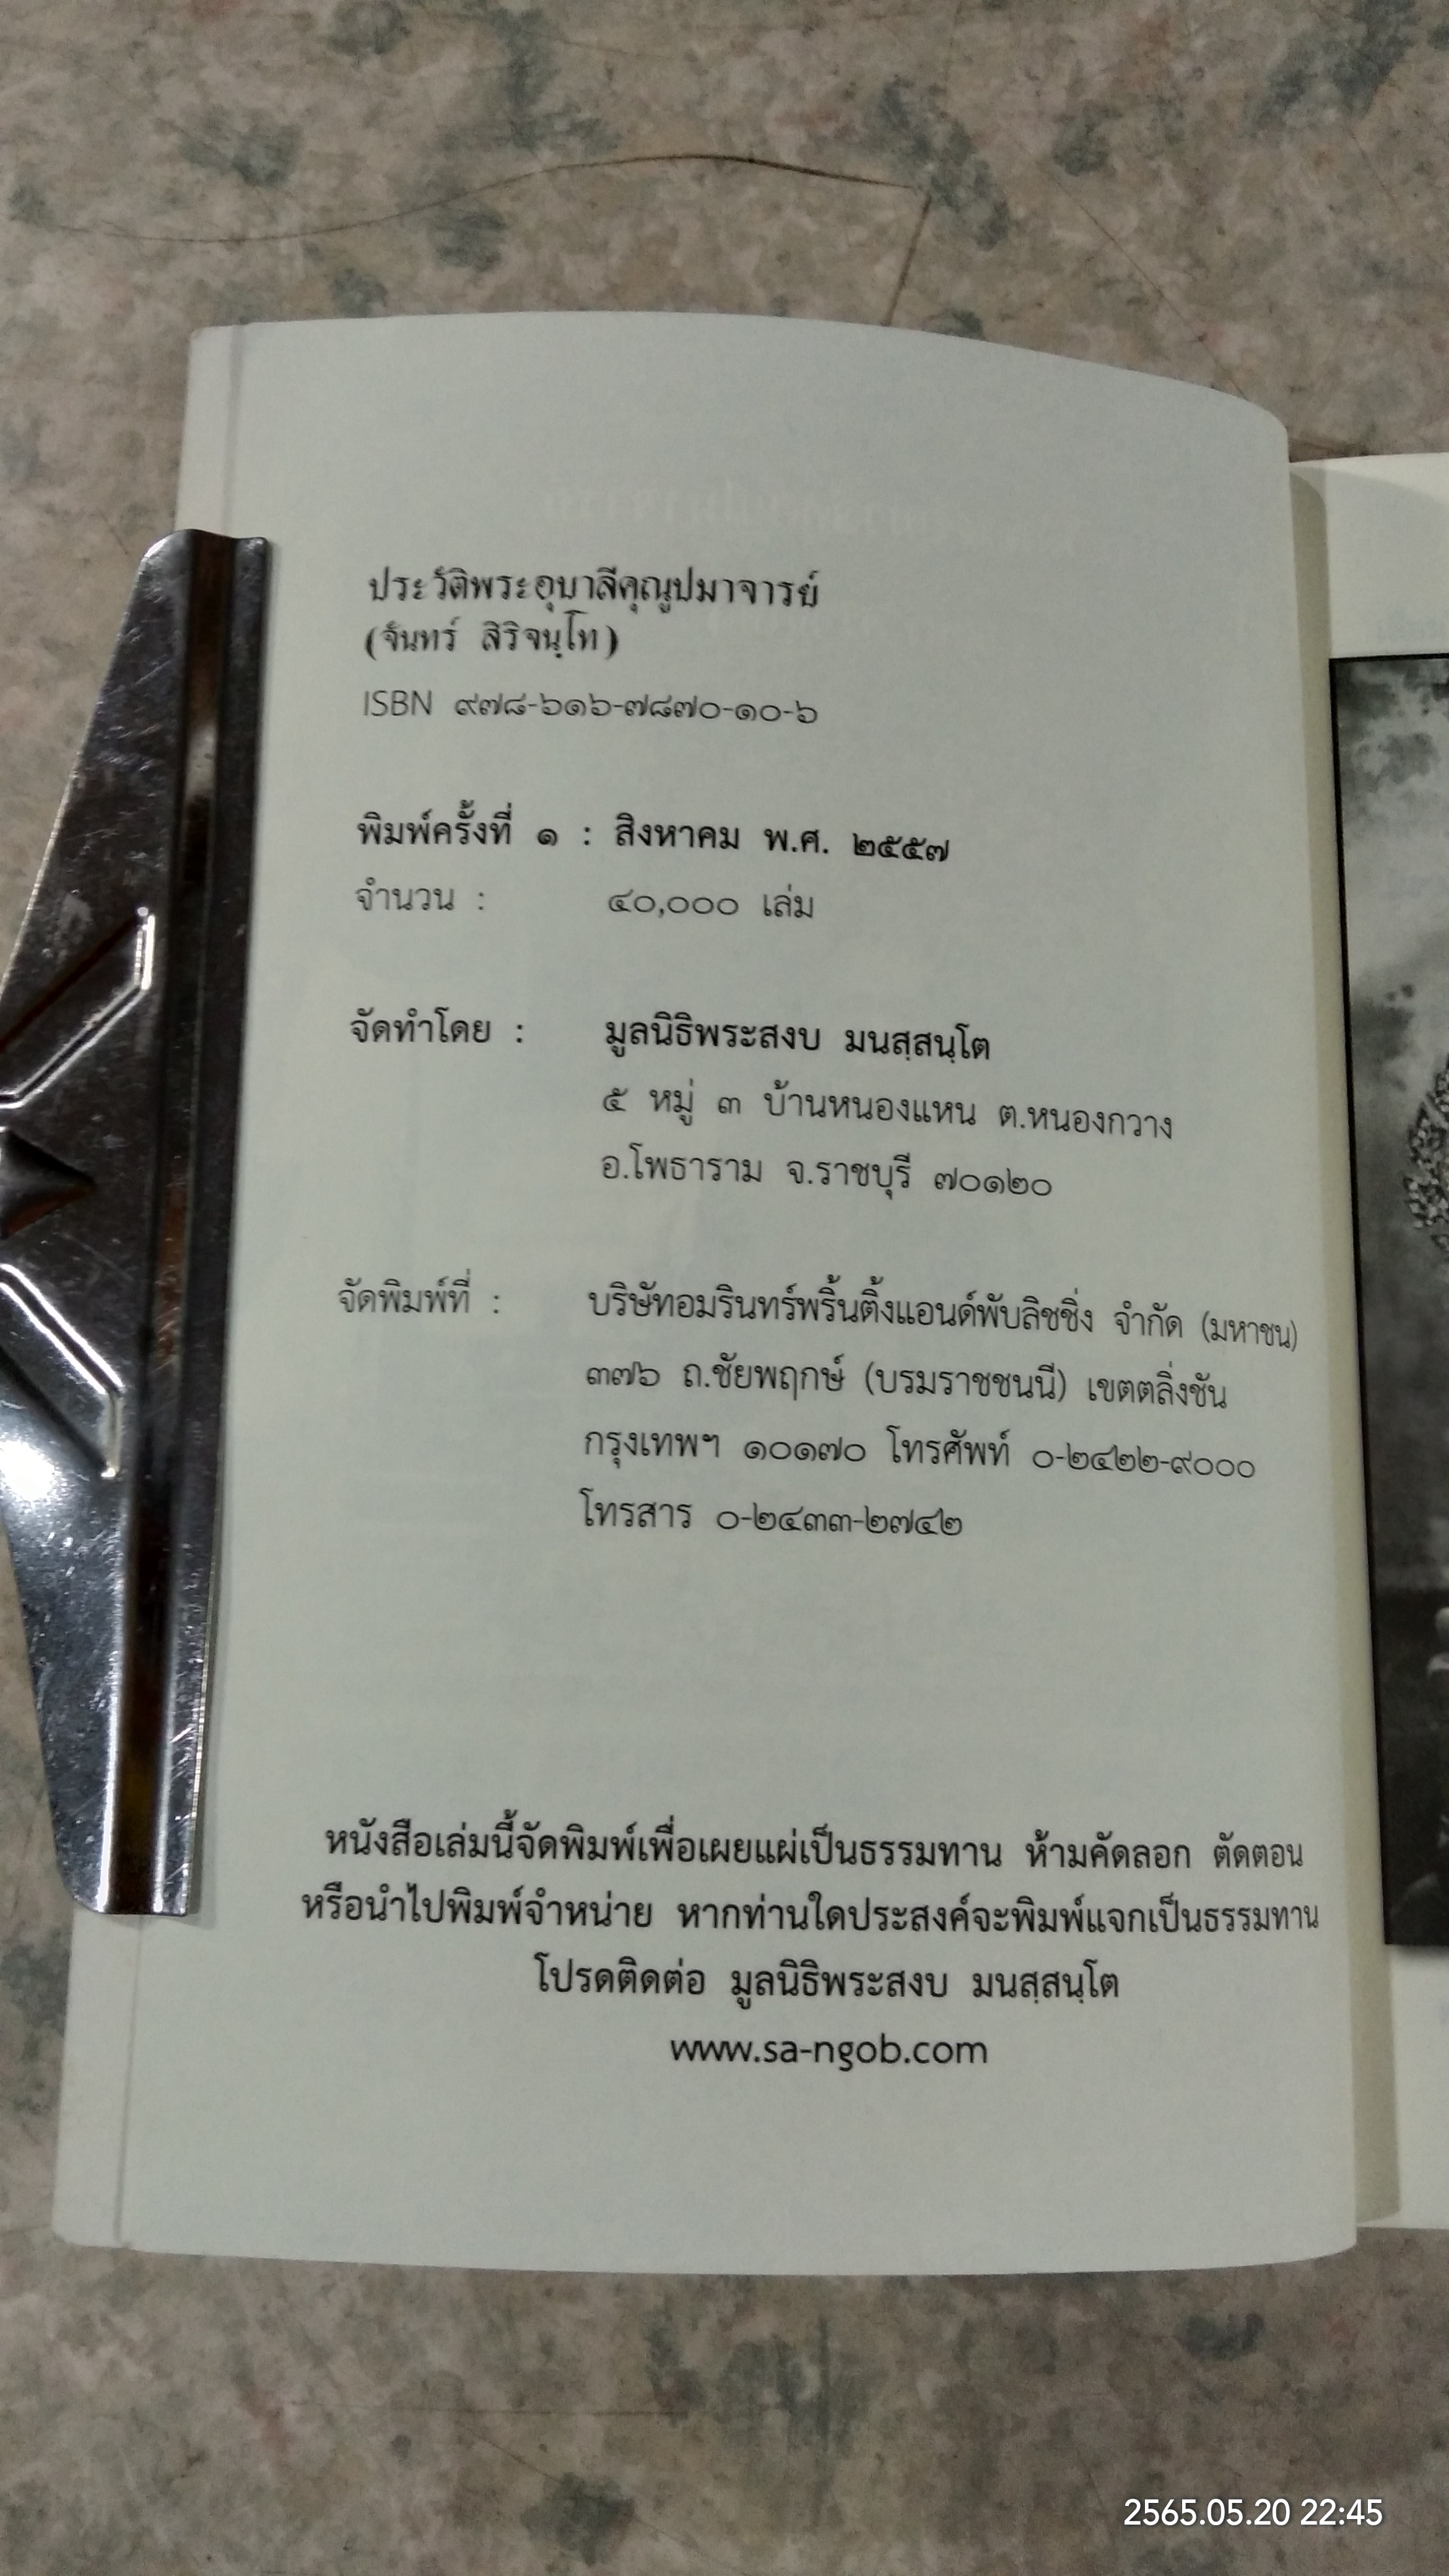 ประวัติพระอุบาลีคุณูปมาจารย์
(จันทร์ สิริจนฺโท)
ISBN ๙๗๘-๖๑๖-๗๘๗๐-๑๐-๖
พิมพ์ครั้งที่ ๑ : สิงหาคม พ.ศ. ๒๕๕๗
จำนวน : ๔๐,๐๐๐ เล่ม
จัดทำโดย : มูลนิธิพระสงบ มนสฺสนฺโต
๕ หมู่ ๓ บ้านหนองแหน ต.หนองกวาง
อ.โพธาราม จ.ราชบุรี ๗๐๑๒๐
จัดพิมพ์ที่ : บริษัทอมรินทร์พริ้นติ้งแอนด์พับลิชชิ่ง จำกัด (มหาชน)
๓๗๖ ถ.ชัยพฤกษ์ (บรมราชชนนี) เขตตลิ่งชัน
กรุงเทพฯ ๑๐๑๗๐ โทรศัพท์ ๐-๒๔๒๒-๙๐๐๐
โทรสาร ๐-๒๔๓๓-๒๗๔๒
หนังสือเล่มนี้จัดพิมพ์เพื่อเผยแผ่เป็นธรรมทาน ห้ามคัดลอก ตัดตอน
หรือนำไปพิมพ์จำหน่าย หากท่านใดประสงค์จะพิมพ์แจกเป็นธรรมทาน
โปรดติดต่อ มูลนิธิพระสงบ มนสฺสนฺโต
www.sa-ngob.com
2565.05.20 22:45